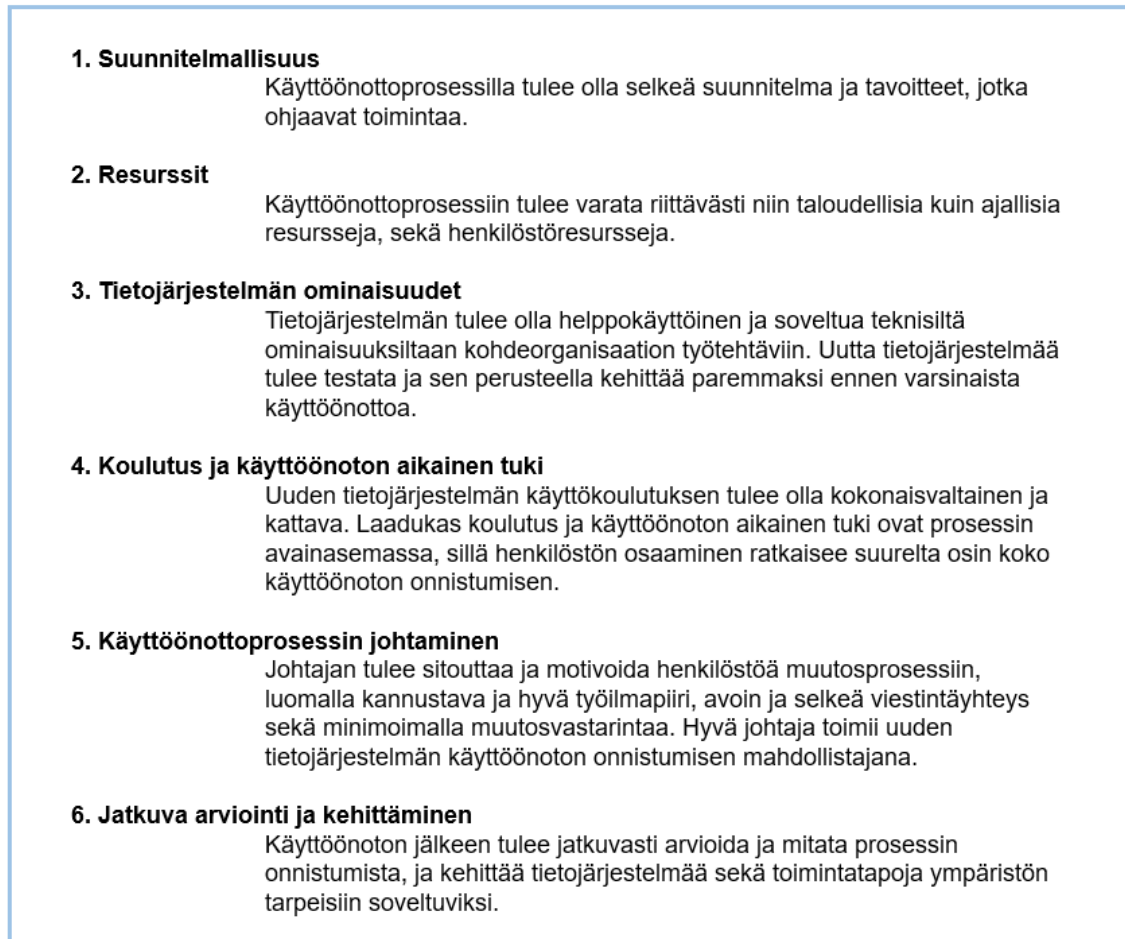 1. Suunnitelmallisuus
Käyttöönottoprosessilla tulee olla selkeä suunnitelma ja tavoitteet, jotka
ohjaavat toimintaa.
2. Resurssit
Käyttöönottoprosessiin tulee varata riittävästi niin taloudellisia kuin ajallisia
resursseja, sekä henkilöstöresursseja.
3. Tietojärjestelmän ominaisuudet
Tietojärjestelmän tulee olla helppokäyttöinen ja soveltua teknisiltä
ominaisuuksiltaan kohdeorganisaation työtehtäviin. Uutta tietojärjestelmää
tulee testata ja sen perusteella kehittää paremmaksi ennen varsinaista
käyttöönottoa.
4. Koulutus ja käyttöönoton aikainen tuki
Uuden tietojärjestelmän käyttökoulutuksen tulee olla kokonaisvaltainen ja
kattava. Laadukas koulutus ja käyttöönoton aikainen tuki ovat prosessin
avainasemassa, sillä henkilöstön osaaminen ratkaisee suurelta osin koko
käyttöönoton onnistumisen.
5. Käyttöönottoprosessin johtaminen
Johtajan tulee sitouttaa ja motivoida henkilöstöä muutosprosessiin,
luomalla kannustava ja hyvä työilmapiiri, avoin ja selkeä viestintäyhteys
sekä minimoimalla muutosvastarintaa. Hyvä johtaja toimii uuden
tietojärjestelmän käyttöönoton onnistumisen mahdollistajana.
6. Jatkuva arviointi ja kehittäminen
Käyttöönoton jälkeen tulee jatkuvasti arvioida ja mitata prosessin
onnistumista, ja kehittää tietojärjestelmää sekä toimintatapoja ympäristön
tarpeisiin soveltuviksi.